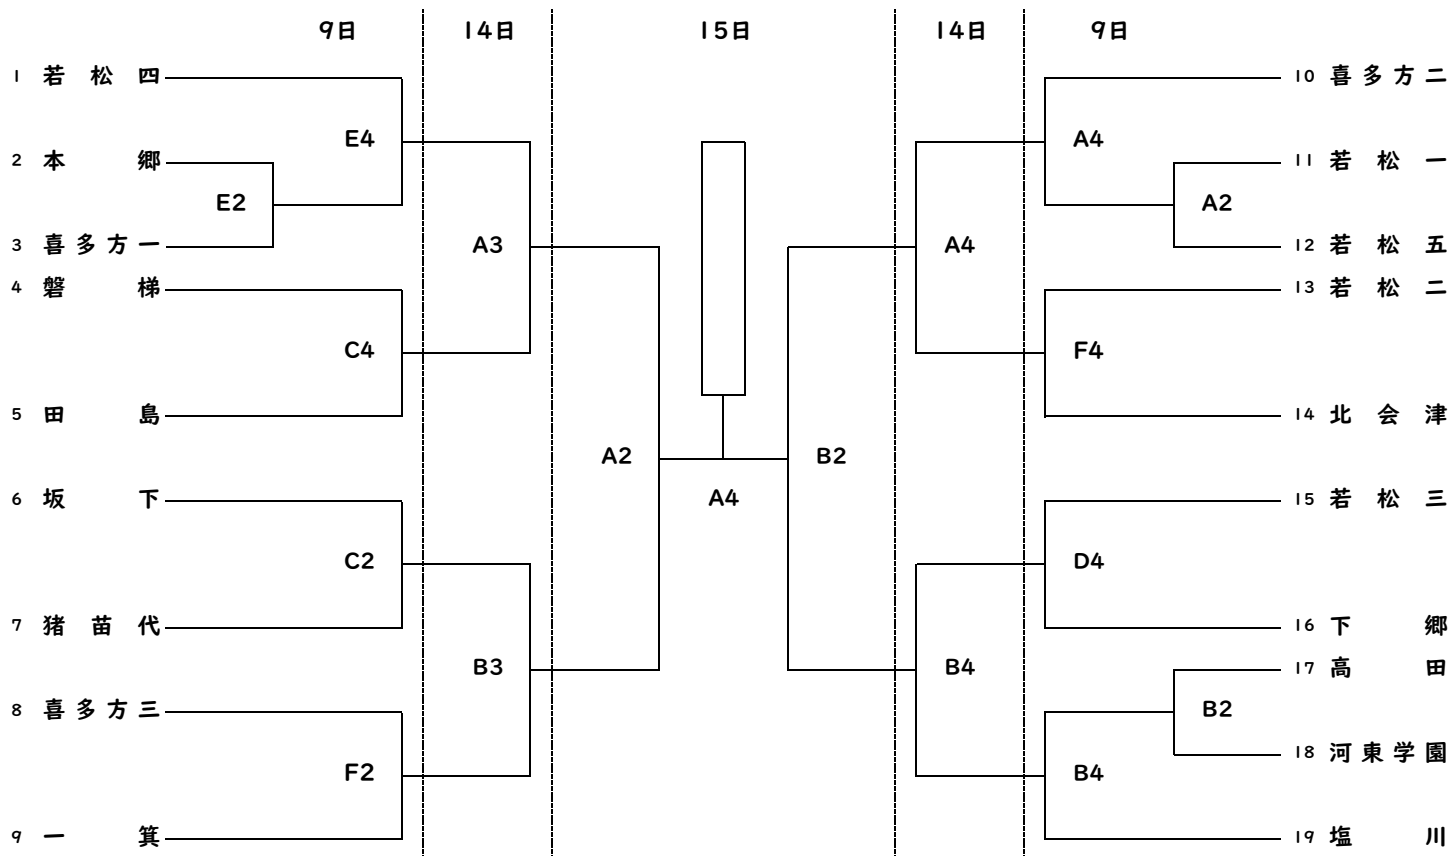 9日 14日 15日 14日 9日
1 若松四 10 喜多方二
E4 A4
2 本郷 11 若松一
E2 A2
3 喜多方一 A3 A4 12 若松五
4 磐梯 13 若松二
C4 F4
5 田島 14 北会津
A2 B2
6 坂下 A4 15 若松三
C2 D4
7 猪苗代 16 下郷
B3 B4 17 高田
8 喜多方三 B2
18 河東学園
F2 B4
9 一箕 19 塩川